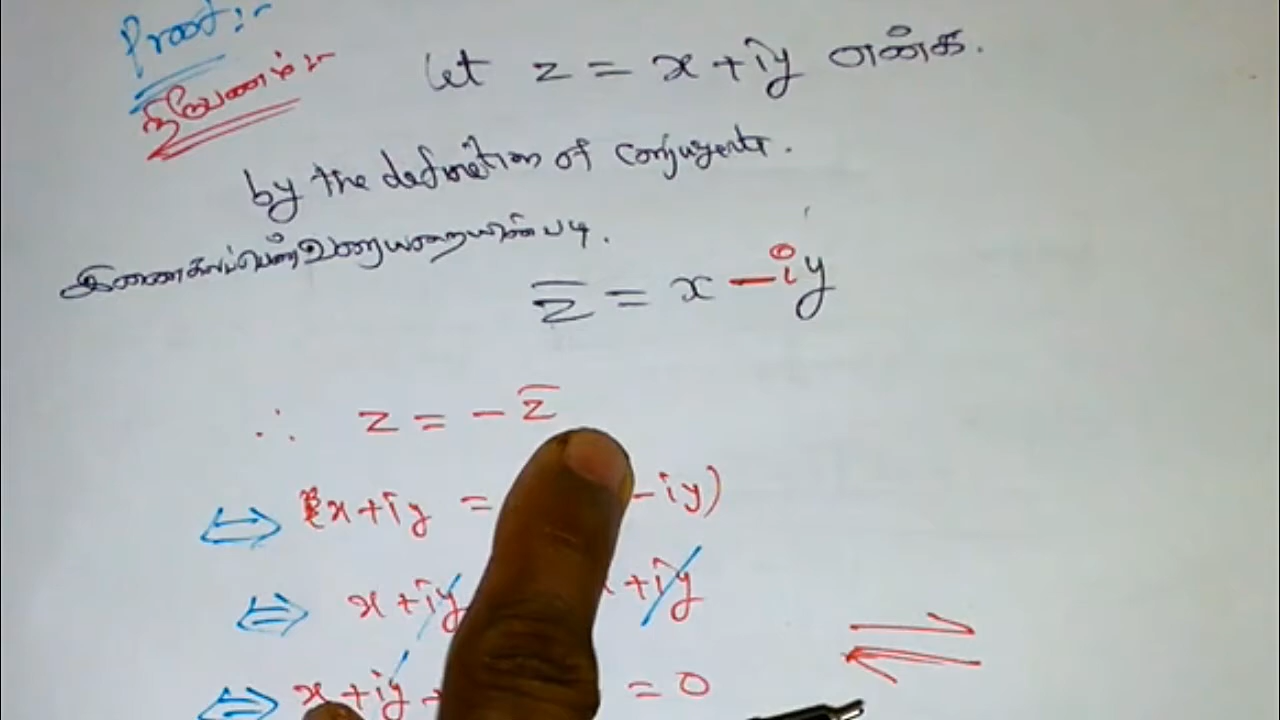 Proof:-
நிரூபணம்:-
Let z = x + iy என்க.
by the definition of conjugate.
இணைகலப்பெண் வரையறையின்படி.
z̅ = x - iy
∴ z = - z̅
⇔ x + iy = - iy)
⇔ x + iy + iy
⇔ x + iy + = 0
⇌